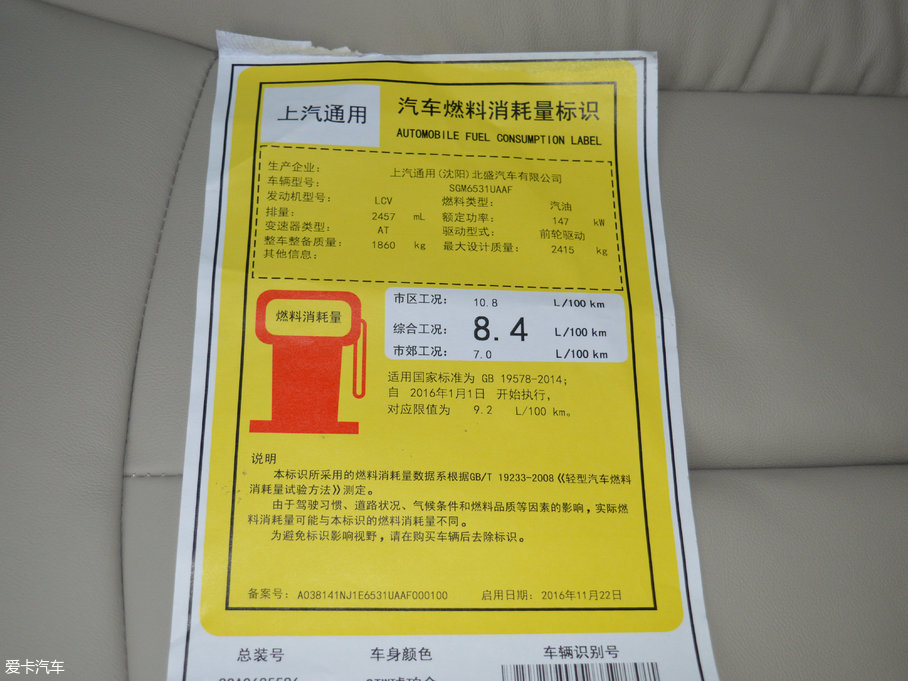 上汽通用
汽车燃料消耗量标识
AUTOMOBILE FUEL CONSUMPTION LABEL
生产企业： 上汽通用(沈阳)北盛汽车有限公司
车辆型号： SGM6531UAAF
发动机型号： LCV 燃料类型： 汽油
排量： 2457 mL 额定功率： 147 kW
变速器类型： AT 驱动型式： 前轮驱动
整车整备质量： 1860 kg 最大设计质量： 2415 kg
其他信息：
燃料消耗量
市区工况： 10.8 L/100 km
综合工况： 8.4 L/100 km
市郊工况： 7.0 L/100 km
适用国家标准为 GB 19578-2014；
自 2016年1月1日 开始执行，
对应限值为 9.2 L/100 km。
说明
本标识所采用的燃料消耗量数据系根据GB/T 19233-2008《轻型汽车燃料
消耗量试验方法》测定。
由于驾驶习惯、道路状况、气候条件和燃料品质等因素的影响，实际燃
料消耗量可能与本标识的燃料消耗量不同。
为避免标识影响视野，请在购买车辆后去除标识。
备案号： A038141NJ1E6531UAAF000100 启用日期： 2016年11月22日
总装号 车身颜色 车辆识别号
爱卡汽车